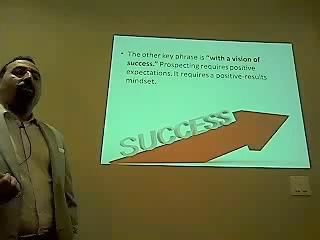 • The other key phrase is "with a vision of
success." Prospecting requires positive
expectations. It requires a positive-results
mindset.
SUCCESS